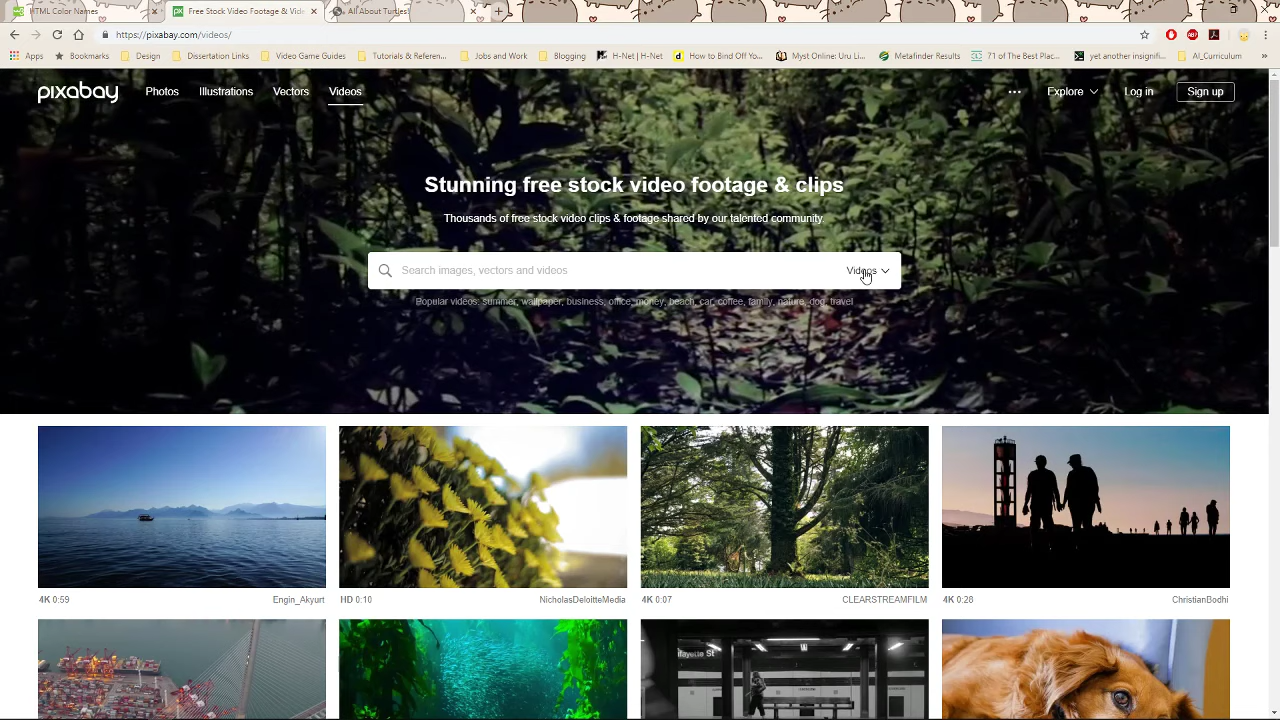 HTML Color Names
Free Stock Video Footage & Vide
All About Turtles
https://pixabay.com/videos/
Apps Bookmarks Design Dissertation Links Video Game Guides Tutorials & Referen... Jobs and Work Blogging H-Net | H-Net How to Bind Off Yo... Myst Online: Uru Li... Metafinder Results 71 of The Best Plac... yet another insignifi... AI_Curriculum »
pixabay Photos Illustrations Vectors Videos ••• Explore Log in Sign up
Stunning free stock video footage & clips
Thousands of free stock video clips & footage shared by our talented community.
Search images, vectors and videos Videos
Popular videos: summer, wallpaper, business, office, money, beach, car, coffee, family, nature, dog, travel
4K 0:59 Engin_Akyurt
HD 0:10 NicholasDeloitteMedia
4K 0:07 CLEARSTREAMFILM
4K 0:28 ChristianBodhi
fayette St